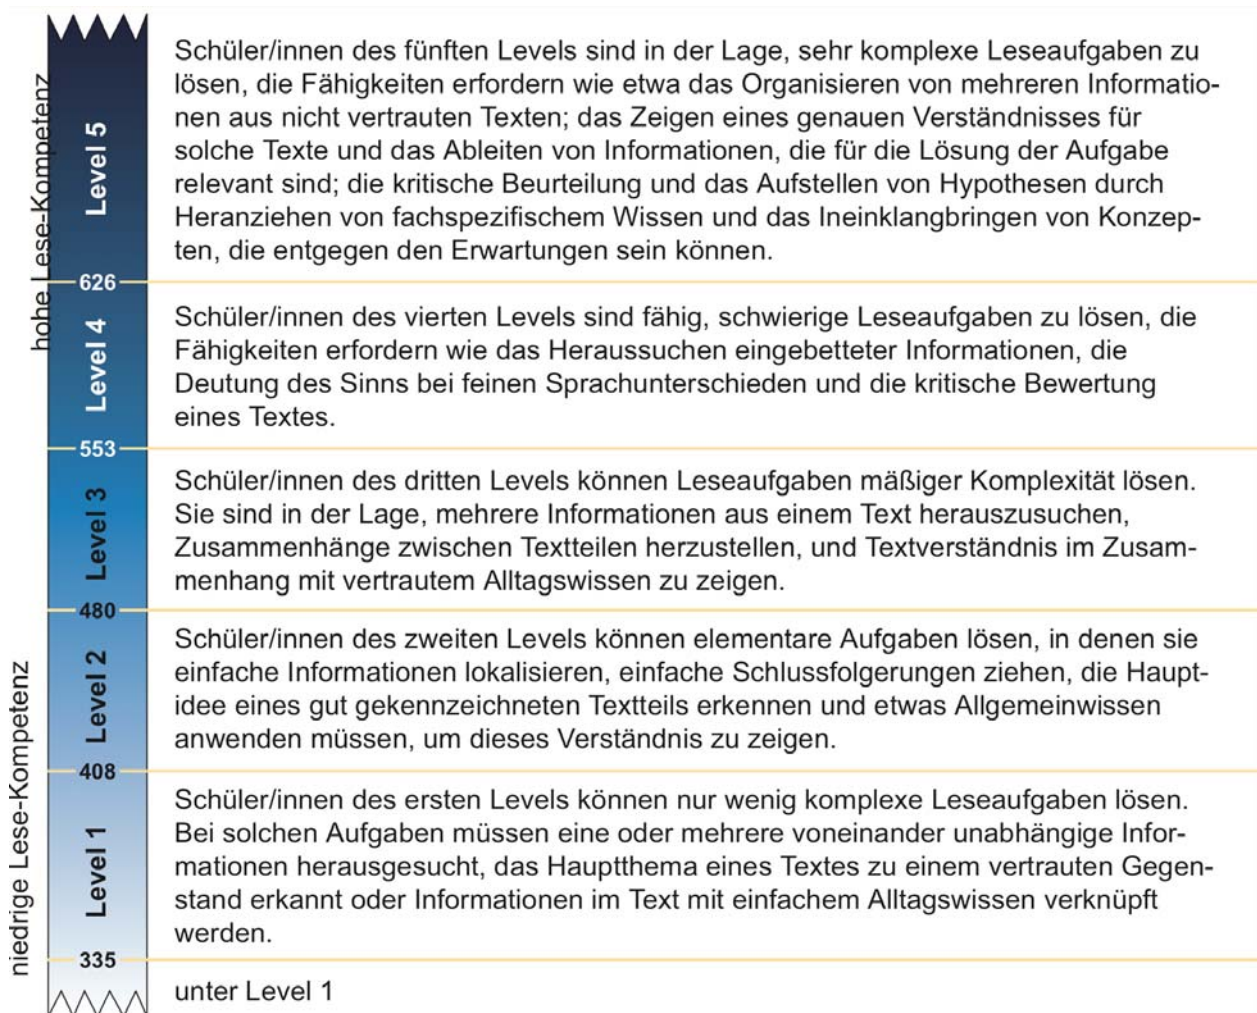 hohe Lese-Kompetenz
Level 5
Schüler/innen des fünften Levels sind in der Lage, sehr komplexe Leseaufgaben zu
lösen, die Fähigkeiten erfordern wie etwa das Organisieren von mehreren Informatio-
nen aus nicht vertrauten Texten; das Zeigen eines genauen Verständnisses für
solche Texte und das Ableiten von Informationen, die für die Lösung der Aufgabe
relevant sind; die kritische Beurteilung und das Aufstellen von Hypothesen durch
Heranziehen von fachspezifischem Wissen und das Ineinklangbringen von Konzep-
ten, die entgegen den Erwartungen sein können.
626
Level 4
Schüler/innen des vierten Levels sind fähig, schwierige Leseaufgaben zu lösen, die
Fähigkeiten erfordern wie das Heraussuchen eingebetteter Informationen, die
Deutung des Sinns bei feinen Sprachunterschieden und die kritische Bewertung
eines Textes.
553
Level 3
Schüler/innen des dritten Levels können Leseaufgaben mäßiger Komplexität lösen.
Sie sind in der Lage, mehrere Informationen aus einem Text herauszusuchen,
Zusammenhänge zwischen Textteilen herzustellen, und Textverständnis im Zusam-
menhang mit vertrautem Alltagswissen zu zeigen.
480
niedrige Lese-Kompetenz
Level 2
Schüler/innen des zweiten Levels können elementare Aufgaben lösen, in denen sie
einfache Informationen lokalisieren, einfache Schlussfolgerungen ziehen, die Haupt-
idee eines gut gekennzeichneten Textteils erkennen und etwas Allgemeinwissen
anwenden müssen, um dieses Verständnis zu zeigen.
408
Level 1
Schüler/innen des ersten Levels können nur wenig komplexe Leseaufgaben lösen.
Bei solchen Aufgaben müssen eine oder mehrere voneinander unabhängige Infor-
mationen herausgesucht, das Hauptthema eines Textes zu einem vertrauten Gegen-
stand erkannt oder Informationen im Text mit einfachem Alltagswissen verknüpft
werden.
335
unter Level 1